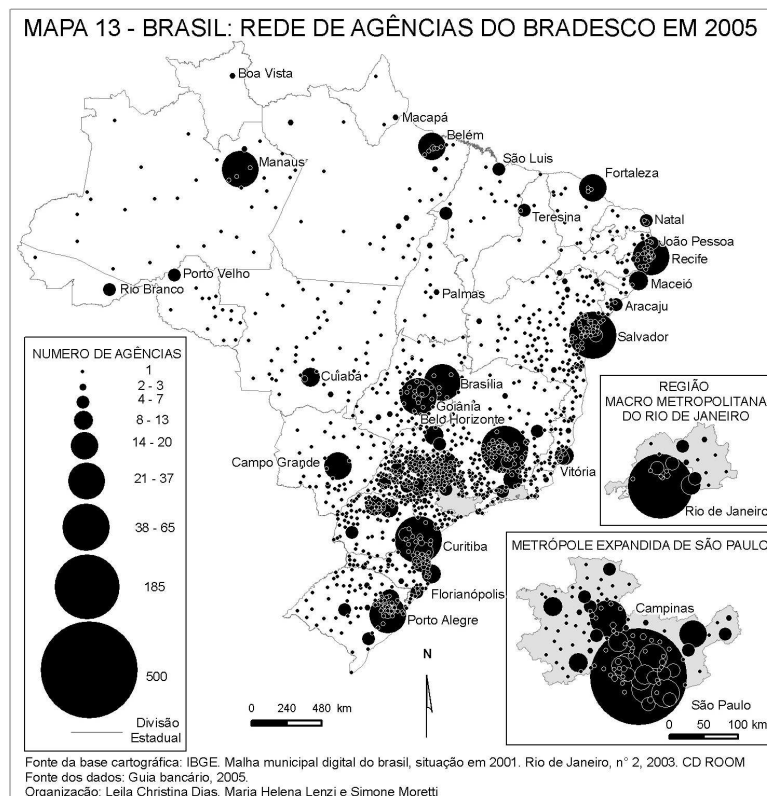 MAPA 13 - BRASIL: REDE DE AGÊNCIAS DO BRADESCO EM 2005
Boa Vista
Macapá
Belém
São Luis
Manaus
Fortaleza
Teresina
Natal
João Pessoa
Recife
Porto Velho
Rio Branco
Palmas
Maceió
Aracaju
Salvador
NUMERO DE AGÊNCIAS
1
2 - 3
4 - 7
8 - 13
14 - 20
21 - 37
38 - 65
185
500
Divisão
Estadual
Cuiabá
Brasília
Goiânia
Belo Horizonte
Campo Grande
Vitória
Curitiba
Florianópolis
Porto Alegre
REGIÃO
MACRO METROPOLITANA
DO RIO DE JANEIRO
Rio de Janeiro
METRÓPOLE EXPANDIDA DE SÃO PAULO
Campinas
São Paulo
0 50 100 km
N
0 240 480 km
Fonte da base cartográfica: IBGE. Malha municipal digital do brasil, situação em 2001. Rio de Janeiro, n° 2, 2003. CD ROOM
Fonte dos dados: Guia bancário, 2005.
Organização: Leila Christina Dias, Maria Helena Lenzi e Simone Moretti